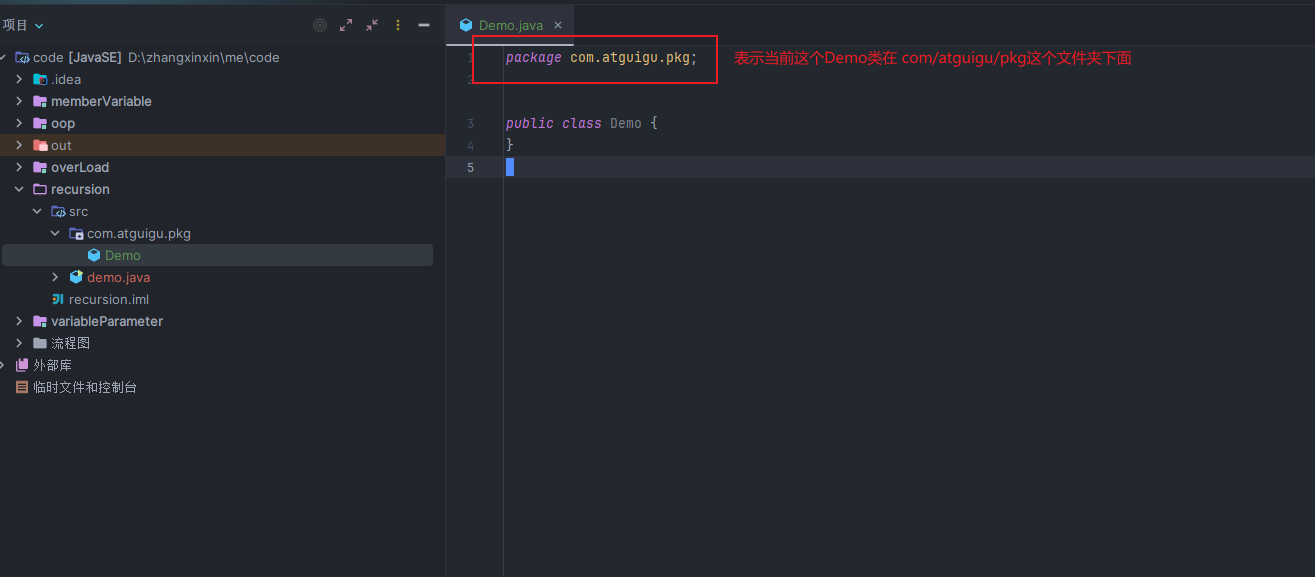 项目
Demo.java
code [JavaSE] D:\zhangxinxin\me\code
.idea
memberVariable
oop
out
overLoad
recursion
src
com.atguigu.pkg
Demo
demo.java
recursion.iml
variableParameter
流程图
外部库
临时文件和控制台
1 package com.atguigu.pkg; 表示当前这个Demo类在 com/atguigu/pkg这个文件夹下面
2
3 public class Demo {
4 }
5